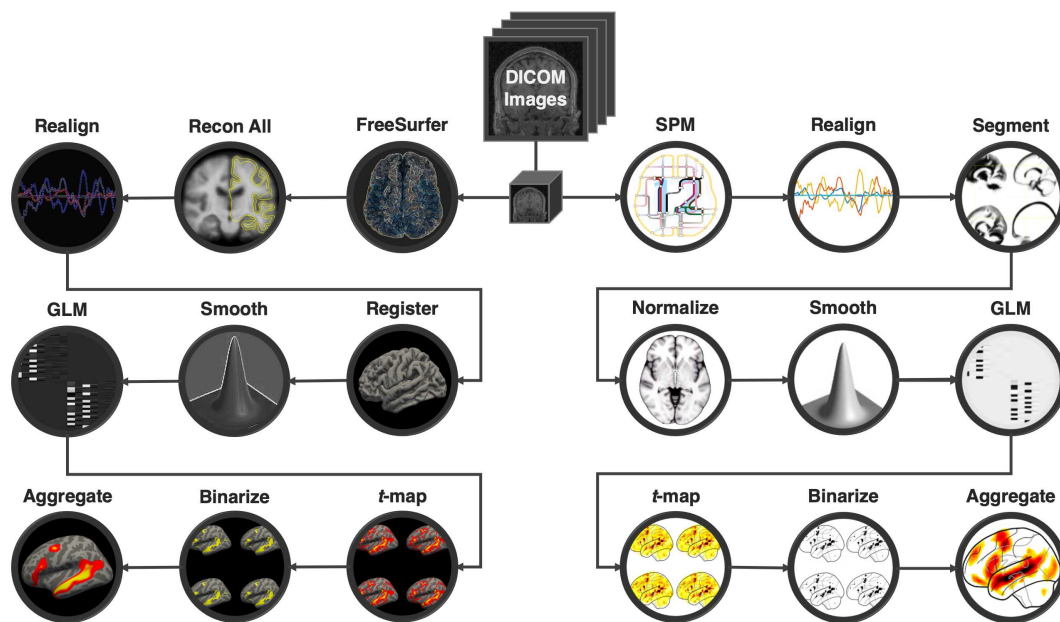 DICOM
Images
Realign
Recon All
FreeSurfer
SPM
Realign
Segment
12
GLM
Smooth
Register
Normalize
Smooth
GLM
Aggregate
Binarize
t-map
t-map
Binarize
Aggregate